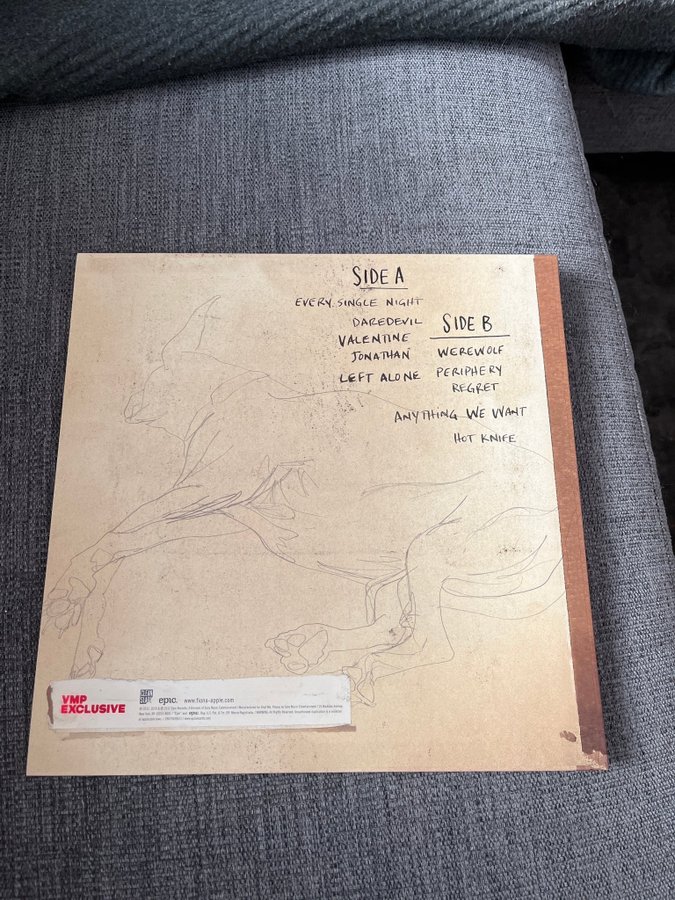 SIDE A
EVERY SINGLE NIGHT
DAREDEVIL
VALENTINE
JONATHAN
LEFT ALONE
SIDE B
WEREWOLF
PERIPHERY
REGRET
ANYTHING WE WANT
HOT KNIFE
VMP
EXCLUSIVE
epic. www.fiona-apple.com